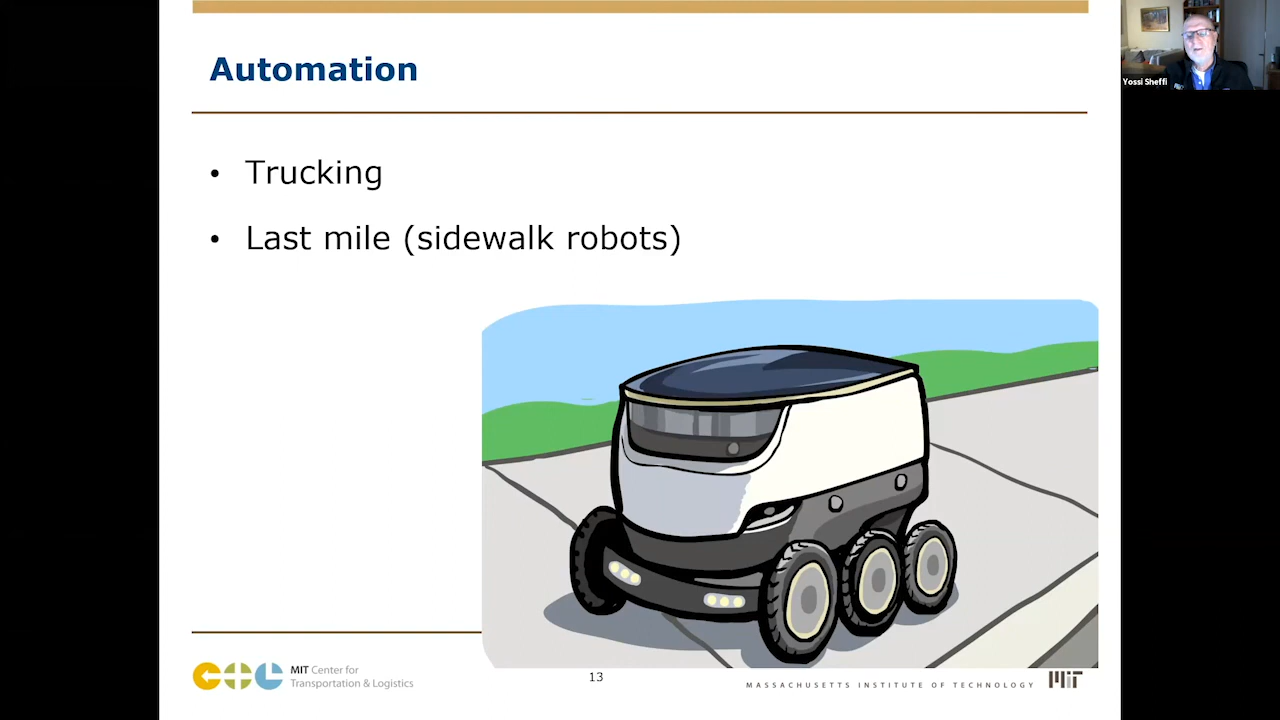 Automation
• Trucking
• Last mile (sidewalk robots)
Yossi Sheffi
MIT Center for
Transportation & Logistics
13
MASSACHUSETTS INSTITUTE OF TECHNOLOGY
MIT